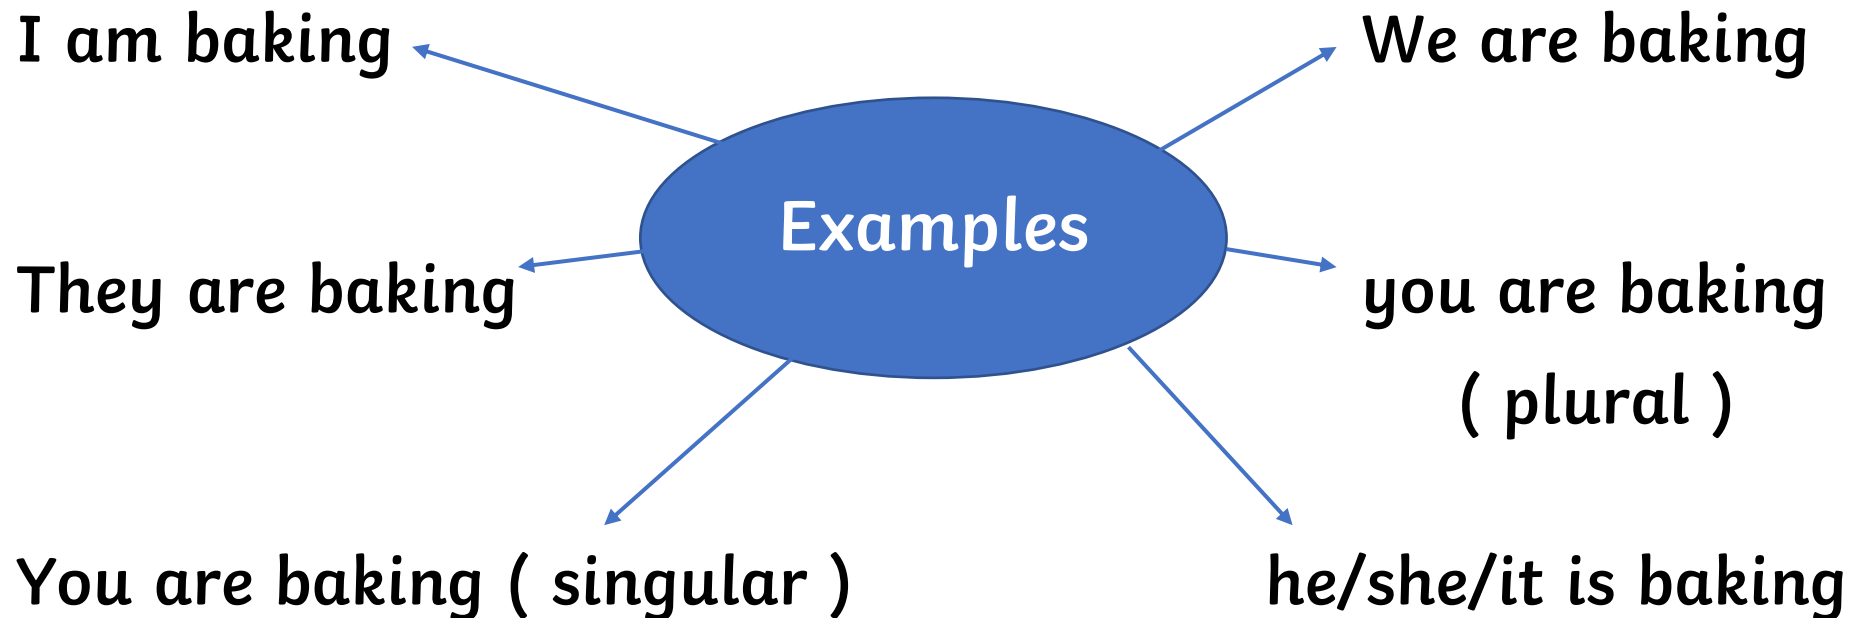 I am baking
We are baking
Examples
They are baking
you are baking
( plural )
You are baking ( singular )
he/she/it is baking